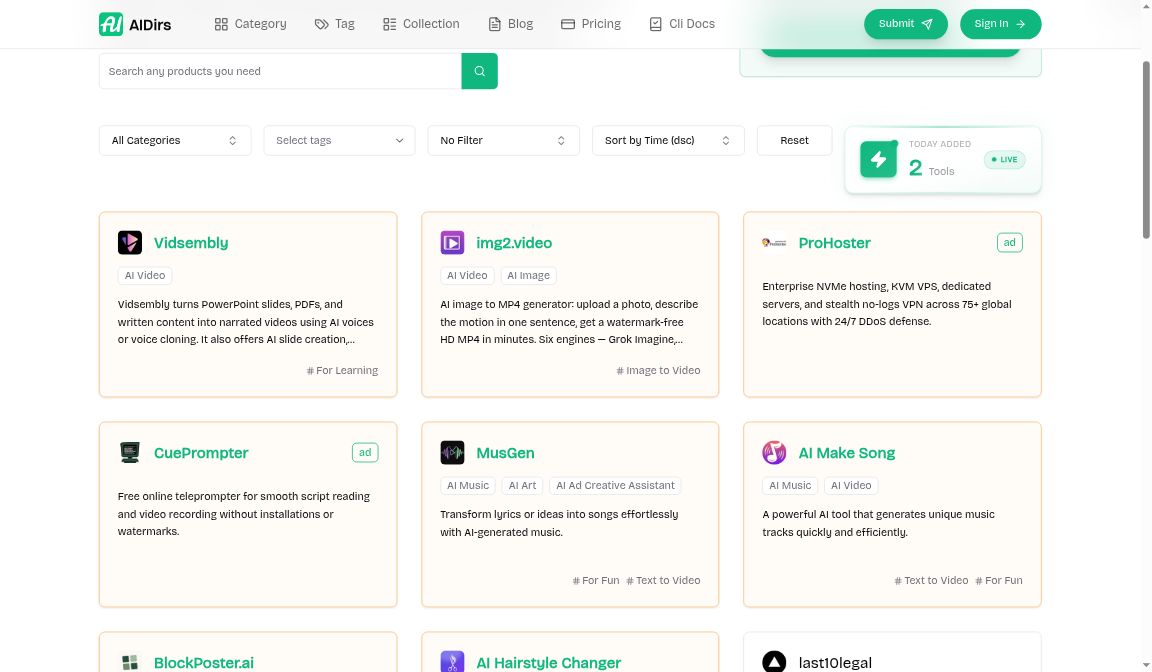 AIDirs
Category
Tag
Collection
Blog
Pricing
Cli Docs
Submit
Sign In
Search any products you need
All Categories
Select tags
No Filter
Sort by Time (dsc)
Reset
TODAY ADDED
2 Tools
LIVE
Vidsembly
AI Video
Vidsembly turns PowerPoint slides, PDFs, and
written content into narrated videos using AI voices
or voice cloning. It also offers AI slide creation,...
# For Learning
img2.video
AI Video AI Image
AI image to MP4 generator: upload a photo, describe
the motion in one sentence, get a watermark-free
HD MP4 in minutes. Six engines — Grok Imagine,...
# Image to Video
ProHoster
ad
Enterprise NVMe hosting, KVM VPS, dedicated
servers, and stealth no-logs VPN across 75+ global
locations with 24/7 DDoS defense.
CuePrompter
ad
Free online teleprompter for smooth script reading
and video recording without installations or
watermarks.
MusGen
AI Music AI Art AI Ad Creative Assistant
Transform lyrics or ideas into songs effortlessly
with AI-generated music.
# For Fun # Text to Video
AI Make Song
AI Music AI Video
A powerful AI tool that generates unique music
tracks quickly and efficiently.
# Text to Video # For Fun
BlockPoster.ai
AI Hairstyle Changer
last10legal